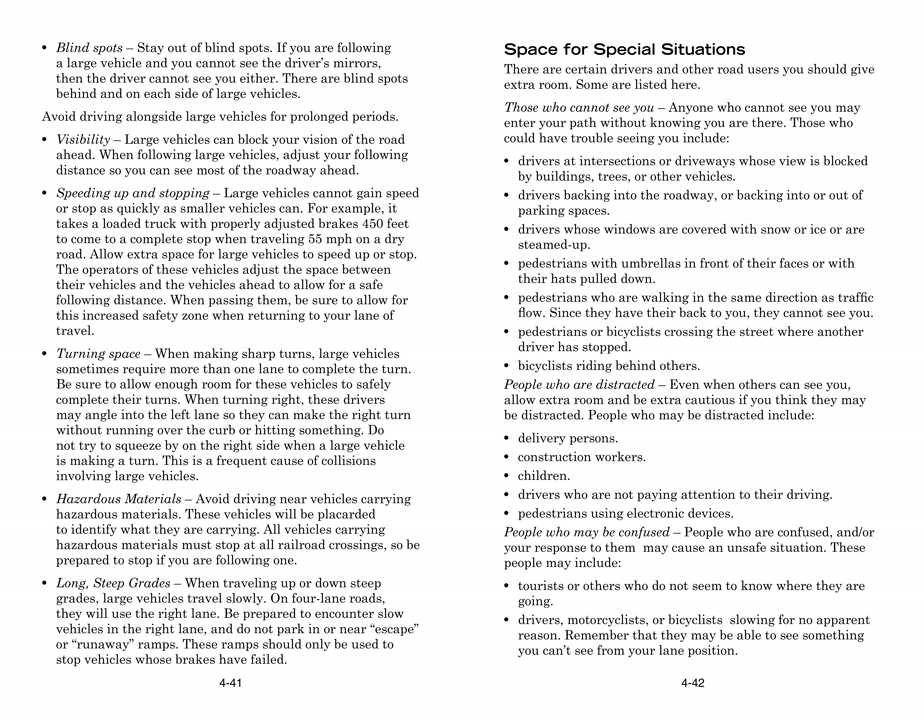 • Blind spots – Stay out of blind spots. If you are following
a large vehicle and you cannot see the driver's mirrors,
then the driver cannot see you either. There are blind spots
behind and on each side of large vehicles.
Avoid driving alongside large vehicles for prolonged periods.
• Visibility – Large vehicles can block your vision of the road
ahead. When following large vehicles, adjust your following
distance so you can see most of the roadway ahead.
• Speeding up and stopping – Large vehicles cannot gain speed
or stop as quickly as smaller vehicles can. For example, it
takes a loaded truck with properly adjusted brakes 450 feet
to come to a complete stop when traveling 55 mph on a dry
road. Allow extra space for large vehicles to speed up or stop.
The operators of these vehicles adjust the space between
their vehicles and the vehicles ahead to allow for a safe
following distance. When passing them, be sure to allow for
this increased safety zone when returning to your lane of
travel.
• Turning space – When making sharp turns, large vehicles
sometimes require more than one lane to complete the turn.
Be sure to allow enough room for these vehicles to safely
complete their turns. When turning right, these drivers
may angle into the left lane so they can make the right turn
without running over the curb or hitting something. Do
not try to squeeze by on the right side when a large vehicle
is making a turn. This is a frequent cause of collisions
involving large vehicles.
• Hazardous Materials – Avoid driving near vehicles carrying
hazardous materials. These vehicles will be placarded
to identify what they are carrying. All vehicles carrying
hazardous materials must stop at all railroad crossings, so be
prepared to stop if you are following one.
• Long, Steep Grades – When traveling up or down steep
grades, large vehicles travel slowly. On four-lane roads,
they will use the right lane. Be prepared to encounter slow
vehicles in the right lane, and do not park in or near “escape”
or “runaway” ramps. These ramps should only be used to
stop vehicles whose brakes have failed.
4-41
Space for Special Situations
There are certain drivers and other road users you should give
extra room. Some are listed here.
Those who cannot see you – Anyone who cannot see you may
enter your path without knowing you are there. Those who
could have trouble seeing you include:
• drivers at intersections or driveways whose view is blocked
by buildings, trees, or other vehicles.
• drivers backing into the roadway, or backing into or out of
parking spaces.
• drivers whose windows are covered with snow or ice or are
steamed-up.
• pedestrians with umbrellas in front of their faces or with
their hats pulled down.
• pedestrians who are walking in the same direction as traffic
flow. Since they have their back to you, they cannot see you.
• pedestrians or bicyclists crossing the street where another
driver has stopped.
• bicyclists riding behind others.
People who are distracted – Even when others can see you,
allow extra room and be extra cautious if you think they may
be distracted. People who may be distracted include:
• delivery persons.
• construction workers.
• children.
• drivers who are not paying attention to their driving.
• pedestrians using electronic devices.
People who may be confused – People who are confused, and/or
your response to them may cause an unsafe situation. These
people may include:
• tourists or others who do not seem to know where they are
going.
• drivers, motorcyclists, or bicyclists slowing for no apparent
reason. Remember that they may be able to see something
you can't see from your lane position.
4-42